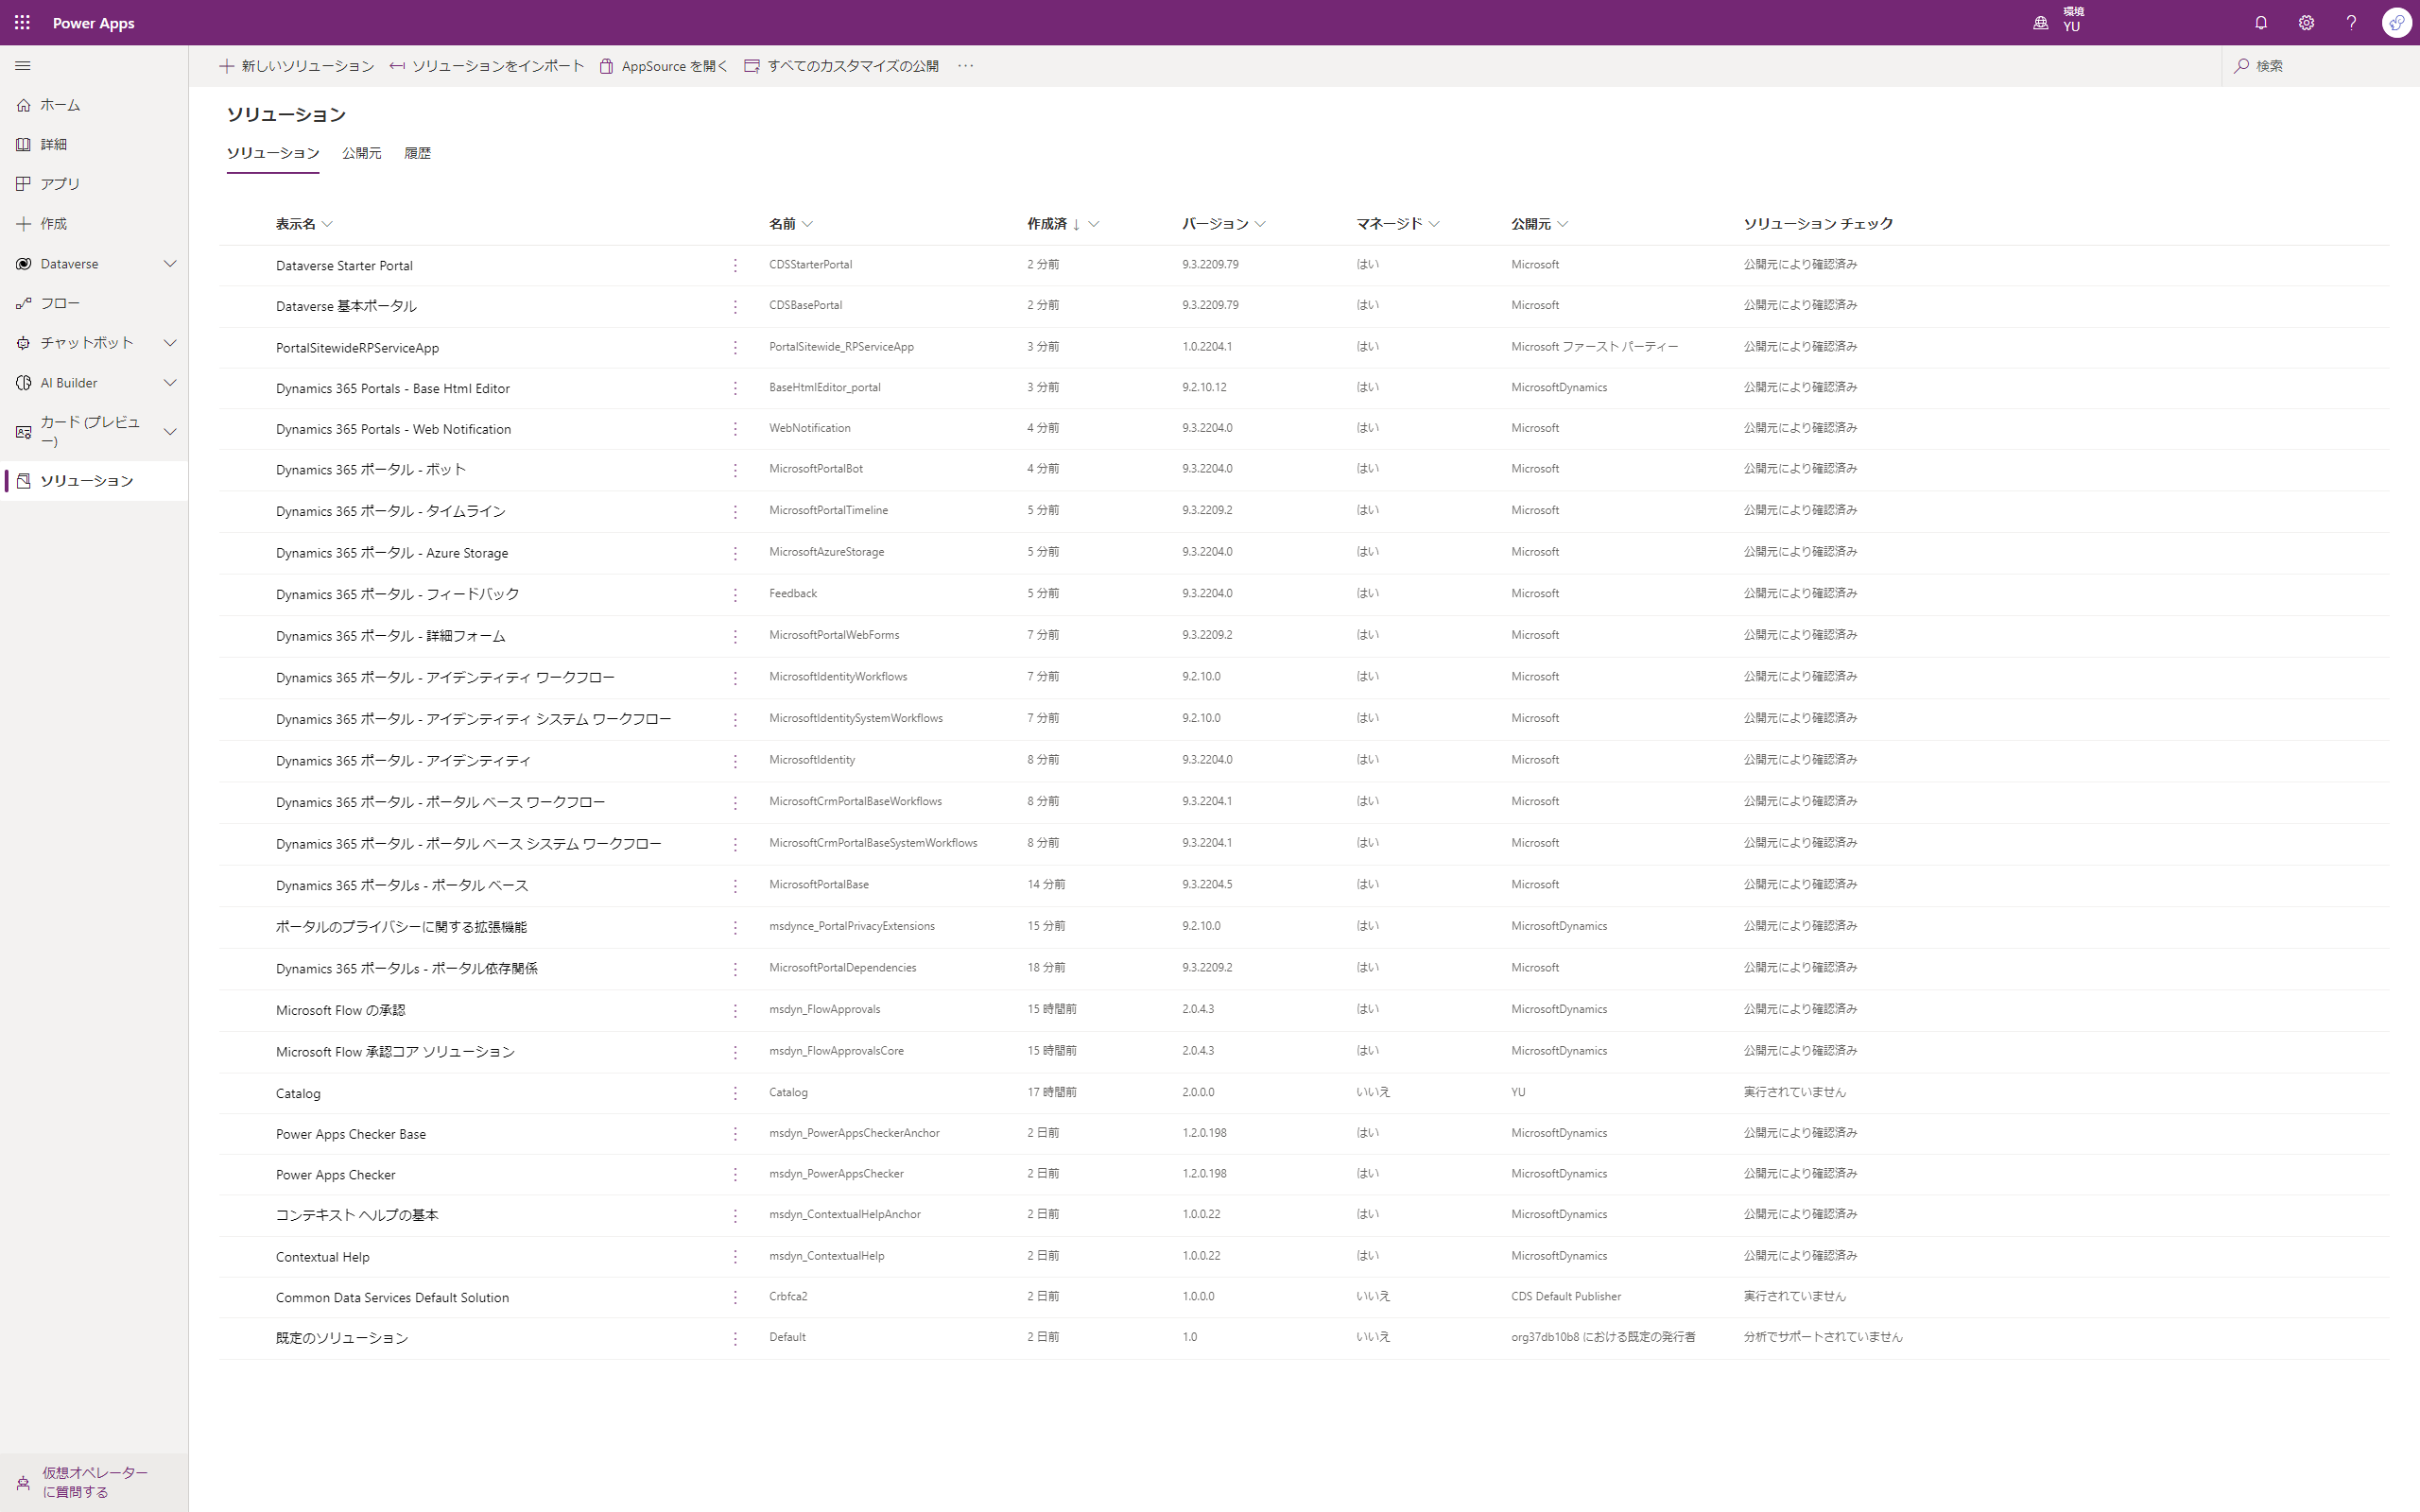 Power Apps
環境
YU
新しいソリューション ソリューションをインポート AppSource を開く すべてのカスタマイズの公開 ··· 検索
ホーム
詳細
アプリ
作成
Dataverse
フロー
チャットボット
AI Builder
カード (プレビュ
ー)
ソリューション
仮想オペレーター
に質問する
ソリューション
ソリューション 公開元 履歴
表示名 名前 作成済 ↓ バージョン マネージド 公開元 ソリューション チェック
Dataverse Starter Portal CDSStarterPortal 2 分前 9.3.2209.79 はい Microsoft 公開元により確認済み
Dataverse 基本ポータル CDSBasePortal 2 分前 9.3.2209.79 はい Microsoft 公開元により確認済み
PortalSitewideRPServiceApp PortalSitewide_RPServiceApp 3 分前 1.0.2204.1 はい Microsoft ファースト パーティー 公開元により確認済み
Dynamics 365 Portals - Base Html Editor BaseHtmlEditor_portal 3 分前 9.2.10.12 はい MicrosoftDynamics 公開元により確認済み
Dynamics 365 Portals - Web Notification WebNotification 4 分前 9.3.2204.0 はい Microsoft 公開元により確認済み
Dynamics 365 ポータル - ボット MicrosoftPortalBot 4 分前 9.3.2204.0 はい Microsoft 公開元により確認済み
Dynamics 365 ポータル - タイムライン MicrosoftPortalTimeline 5 分前 9.3.2209.2 はい Microsoft 公開元により確認済み
Dynamics 365 ポータル - Azure Storage MicrosoftAzureStorage 5 分前 9.3.2204.0 はい Microsoft 公開元により確認済み
Dynamics 365 ポータル - フィードバック Feedback 5 分前 9.3.2204.0 はい Microsoft 公開元により確認済み
Dynamics 365 ポータル - 詳細フォーム MicrosoftPortalWebForms 7 分前 9.3.2209.2 はい Microsoft 公開元により確認済み
Dynamics 365 ポータル - アイデンティティ ワークフロー MicrosoftIdentityWorkflows 7 分前 9.2.10.0 はい Microsoft 公開元により確認済み
Dynamics 365 ポータル - アイデンティティ システム ワークフロー MicrosoftIdentitySystemWorkflows 7 分前 9.2.10.0 はい Microsoft 公開元により確認済み
Dynamics 365 ポータル - アイデンティティ MicrosoftIdentity 8 分前 9.3.2204.0 はい Microsoft 公開元により確認済み
Dynamics 365 ポータル - ポータル ベース ワークフロー MicrosoftCrmPortalBaseWorkflows 8 分前 9.3.2204.1 はい Microsoft 公開元により確認済み
Dynamics 365 ポータル - ポータル ベース システム ワークフロー MicrosoftCrmPortalBaseSystemWorkflows 8 分前 9.3.2204.1 はい Microsoft 公開元により確認済み
Dynamics 365 ポータルs - ポータル ベース MicrosoftPortalBase 14 分前 9.3.2204.5 はい Microsoft 公開元により確認済み
ポータルのプライバシーに関する拡張機能 msdynce_PortalPrivacyExtensions 15 分前 9.2.10.0 はい MicrosoftDynamics 公開元により確認済み
Dynamics 365 ポータルs - ポータル依存関係 MicrosoftPortalDependencies 18 分前 9.3.2209.2 はい Microsoft 公開元により確認済み
Microsoft Flow の承認 msdyn_FlowApprovals 15 時間前 2.0.4.3 はい MicrosoftDynamics 公開元により確認済み
Microsoft Flow 承認コア ソリューション msdyn_FlowApprovalsCore 15 時間前 2.0.4.3 はい MicrosoftDynamics 公開元により確認済み
Catalog Catalog 17 時間前 2.0.0.0 いいえ YU 実行されていません
Power Apps Checker Base msdyn_PowerAppsCheckerAnchor 2 日前 1.2.0.198 はい MicrosoftDynamics 公開元により確認済み
Power Apps Checker msdyn_PowerAppsChecker 2 日前 1.2.0.198 はい MicrosoftDynamics 公開元により確認済み
コンテキスト ヘルプの基本 msdyn_ContextualHelpAnchor 2 日前 1.0.0.22 はい MicrosoftDynamics 公開元により確認済み
Contextual Help msdyn_ContextualHelp 2 日前 1.0.0.22 はい MicrosoftDynamics 公開元により確認済み
Common Data Services Default Solution Crbfca2 2 日前 1.0.0.0 いいえ CDS Default Publisher 実行されていません
既定のソリューション Default 2 日前 1.0 いいえ org37db10b8 における既定の発行者 分析でサポートされていません